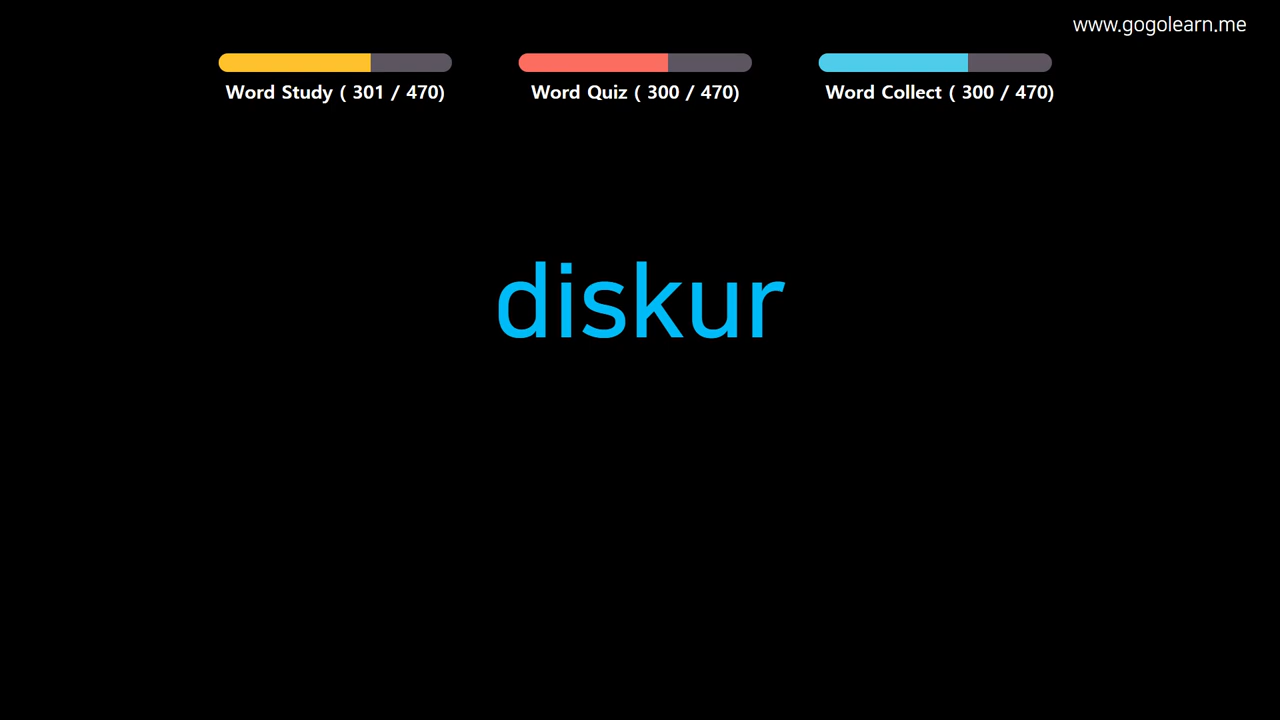 www.gogolearn.me
Word Study ( 301 / 470)
Word Quiz ( 300 / 470)
Word Collect ( 300 / 470)
diskur